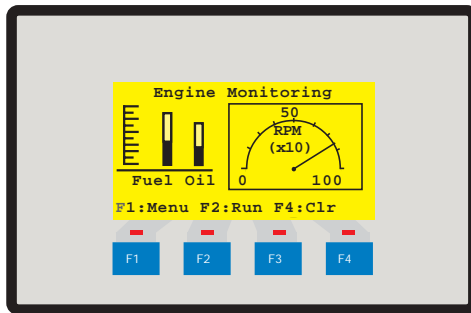 Engine Monitoring
50
RPM
(x10)
Fuel Oil
0 100
F1:Menu F2:Run F4:Clr
F1 F2 F3 F4